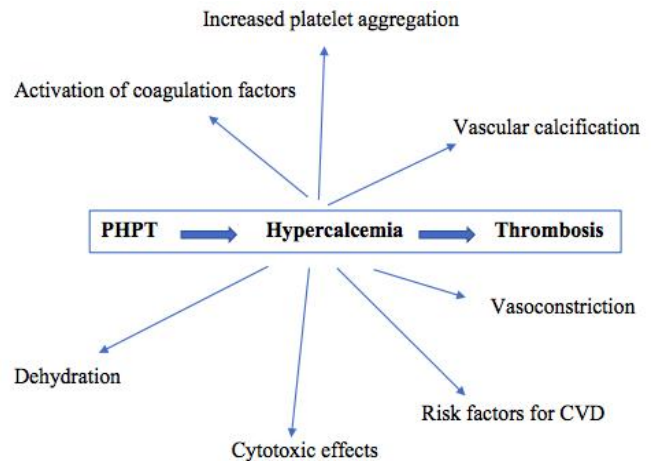 Increased platelet aggregation
Activation of coagulation factors
Vascular calcification
PHPT Hypercalcemia Thrombosis
Vasoconstriction
Dehydration
Risk factors for CVD
Cytotoxic effects